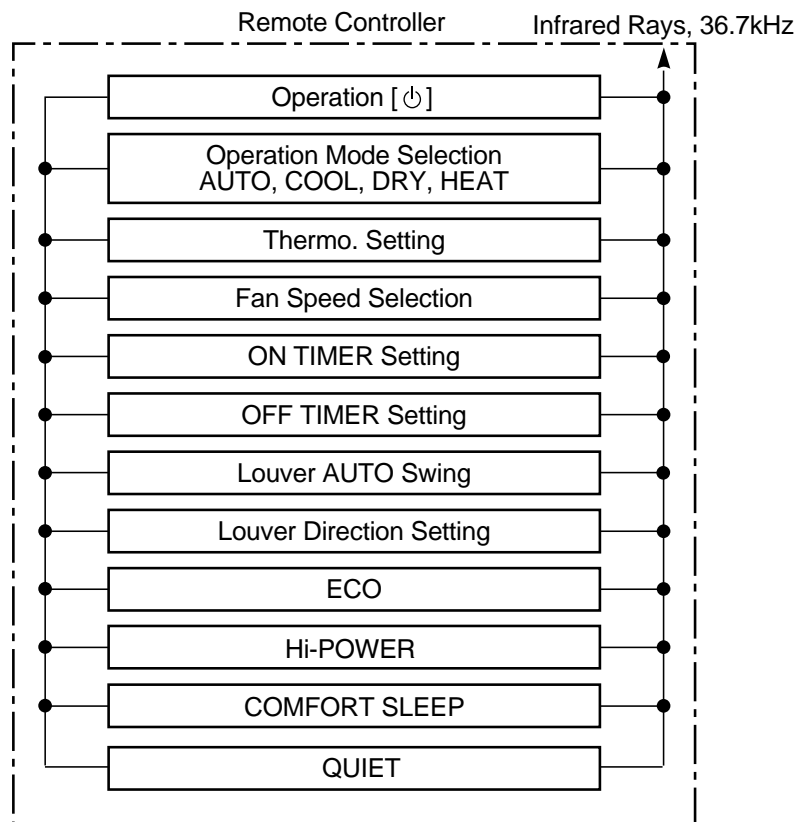 Remote Controller
Infrared Rays, 36.7kHz
Operation [⏻]
Operation Mode Selection
AUTO, COOL, DRY, HEAT
Thermo. Setting
Fan Speed Selection
ON TIMER Setting
OFF TIMER Setting
Louver AUTO Swing
Louver Direction Setting
ECO
Hi-POWER
COMFORT SLEEP
QUIET